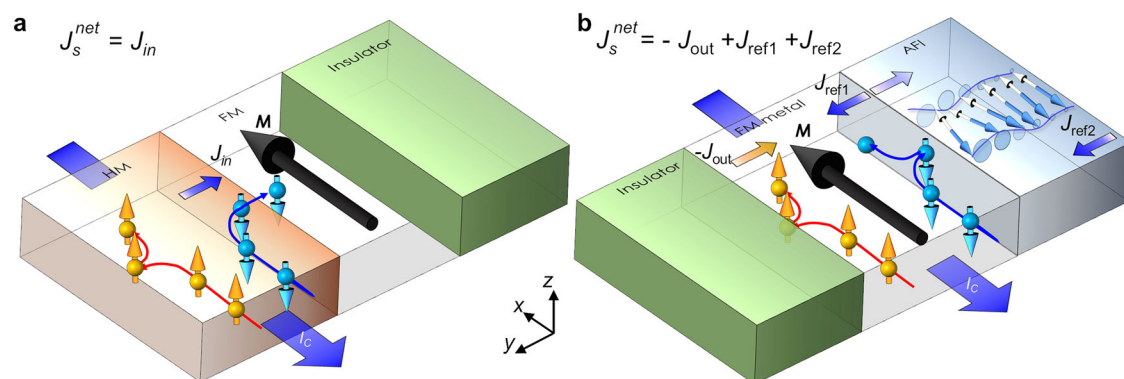 a
J_s^net = J_in
Insulator
FM
M
J_in
HM
I_C
z
x
y
b
J_s^net = - J_out + J_ref1 + J_ref2
AFI
J_ref1
FM metal
M
J_ref2
-J_out
Insulator
I_C